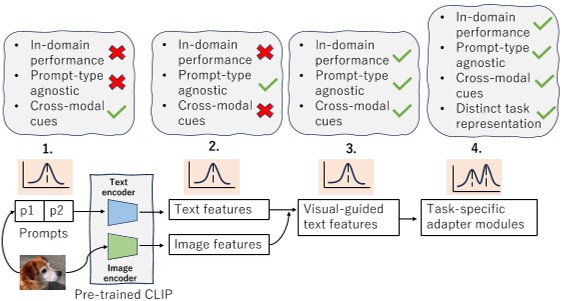 • In-domain
performance
• Prompt-type
agnostic
• Cross-modal
cues
• In-domain
performance
• Prompt-type
agnostic
• Cross-modal
cues
• In-domain
performance
• Prompt-type
agnostic
• Cross-modal
cues
• In-domain
performance
• Prompt-type
agnostic
• Cross-modal
cues
• Distinct task
representation
1.
2.
3.
4.
Text
encoder
p1 p2
Prompts
Text features
Visual-guided
text features
Task-specific
adapter modules
Image features
Image
encoder
Pre-trained CLIP